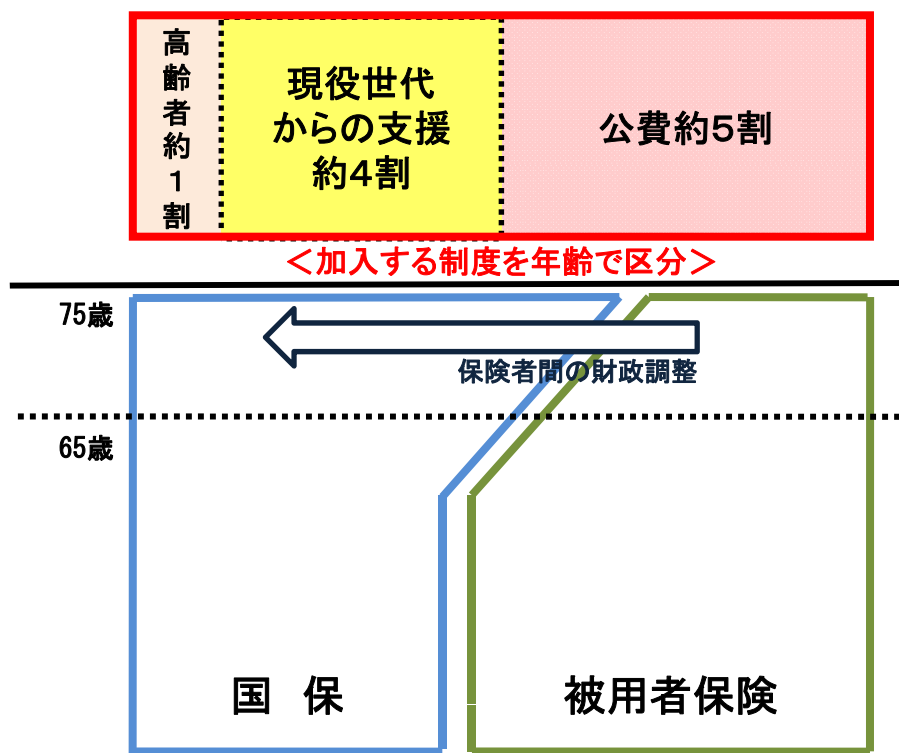 高齢者約1割
現役世代
からの支援
約4割
公費約5割
＜加入する制度を年齢で区分＞
75歳
保険者間の財政調整
65歳
国 保
被用者保険